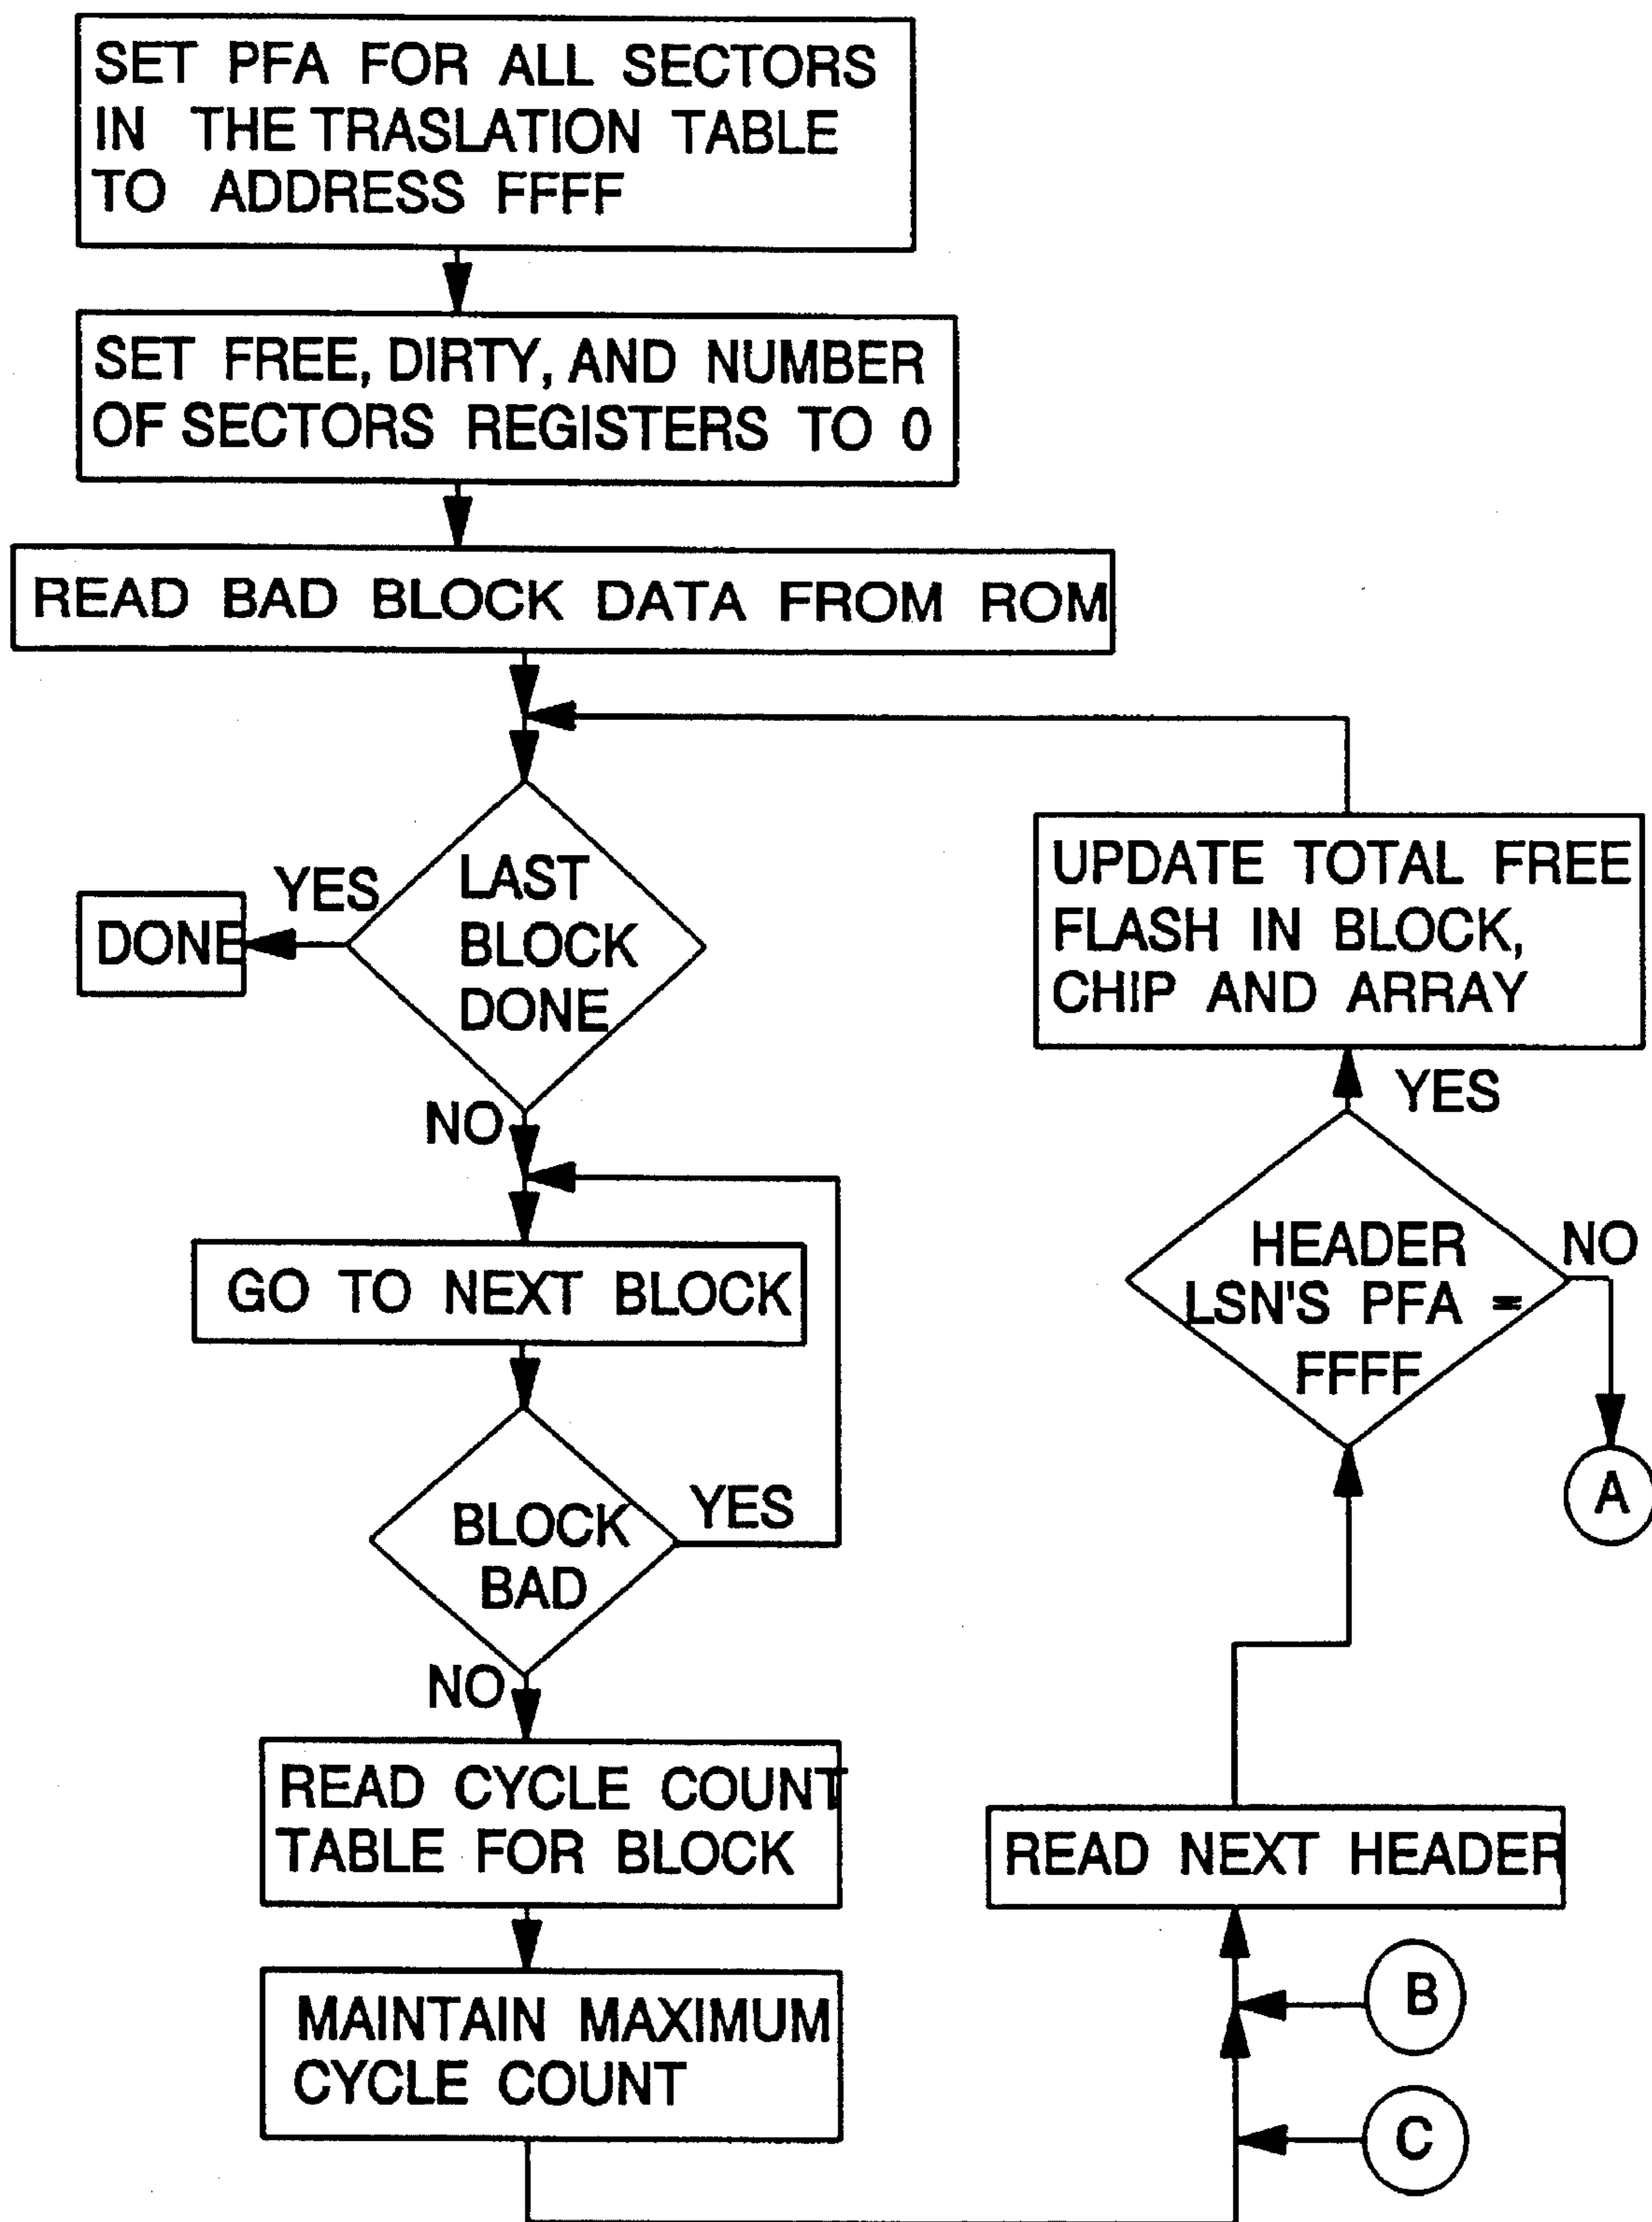 SET PFA FOR ALL SECTORS
IN THE TRASLATION TABLE
TO ADDRESS FFFF
SET FREE, DIRTY, AND NUMBER
OF SECTORS REGISTERS TO 0
READ BAD BLOCK DATA FROM ROM
LAST
BLOCK
DONE
YES
DONE
NO
GO TO NEXT BLOCK
BLOCK
BAD
YES
NO
READ CYCLE COUNT
TABLE FOR BLOCK
MAINTAIN MAXIMUM
CYCLE COUNT
UPDATE TOTAL FREE
FLASH IN BLOCK,
CHIP AND ARRAY
YES
HEADER
LSN'S PFA =
FFFF
NO
A
READ NEXT HEADER
B
C